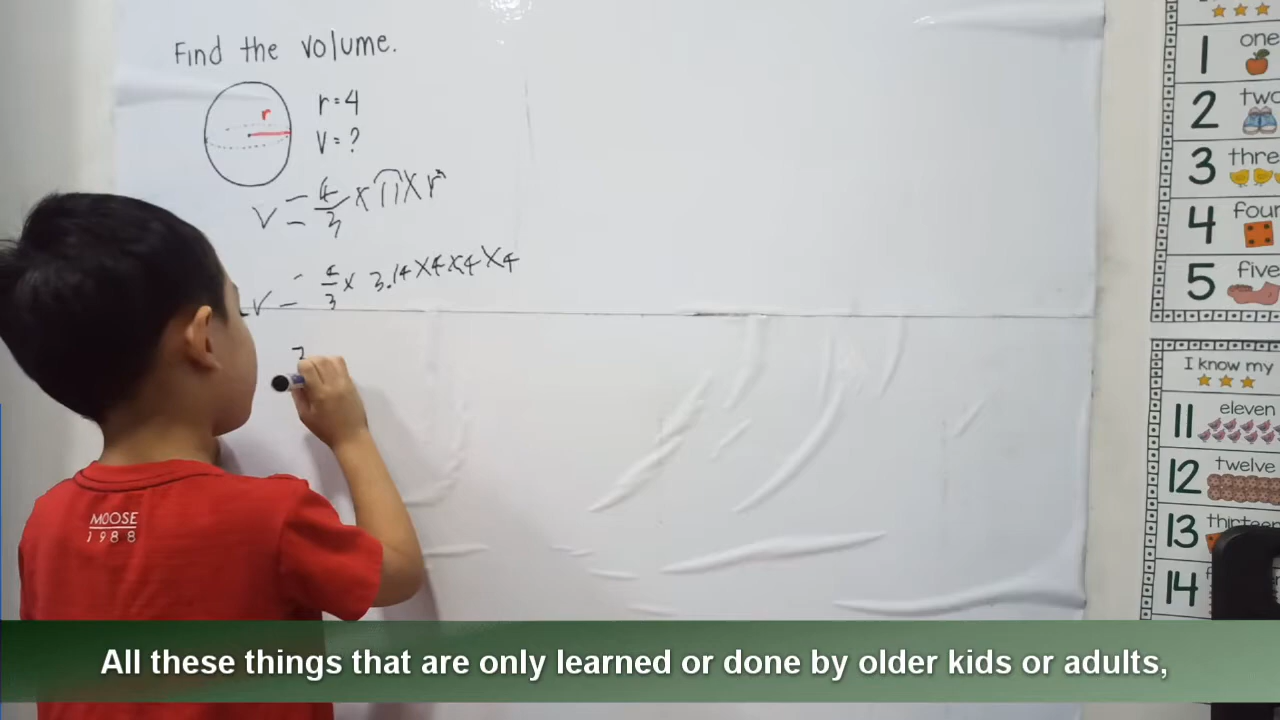 Find the volume.
r
r=4
V=?
V = 4/3 × π × r³
V = 4/3 × 3.14 × 4 × 4 × 4
MOOSE
1988
1 one
2 two
3 thre
4 four
5 five
I know my
11 eleven
12 twelve
13 thirteen
14
All these things that are only learned or done by older kids or adults,